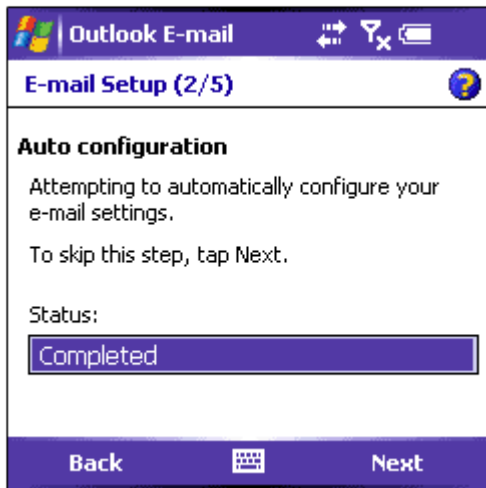 Outlook E-mail
E-mail Setup (2/5)
Auto configuration
Attempting to automatically configure your
e-mail settings.
To skip this step, tap Next.
Status:
Completed
Back Next